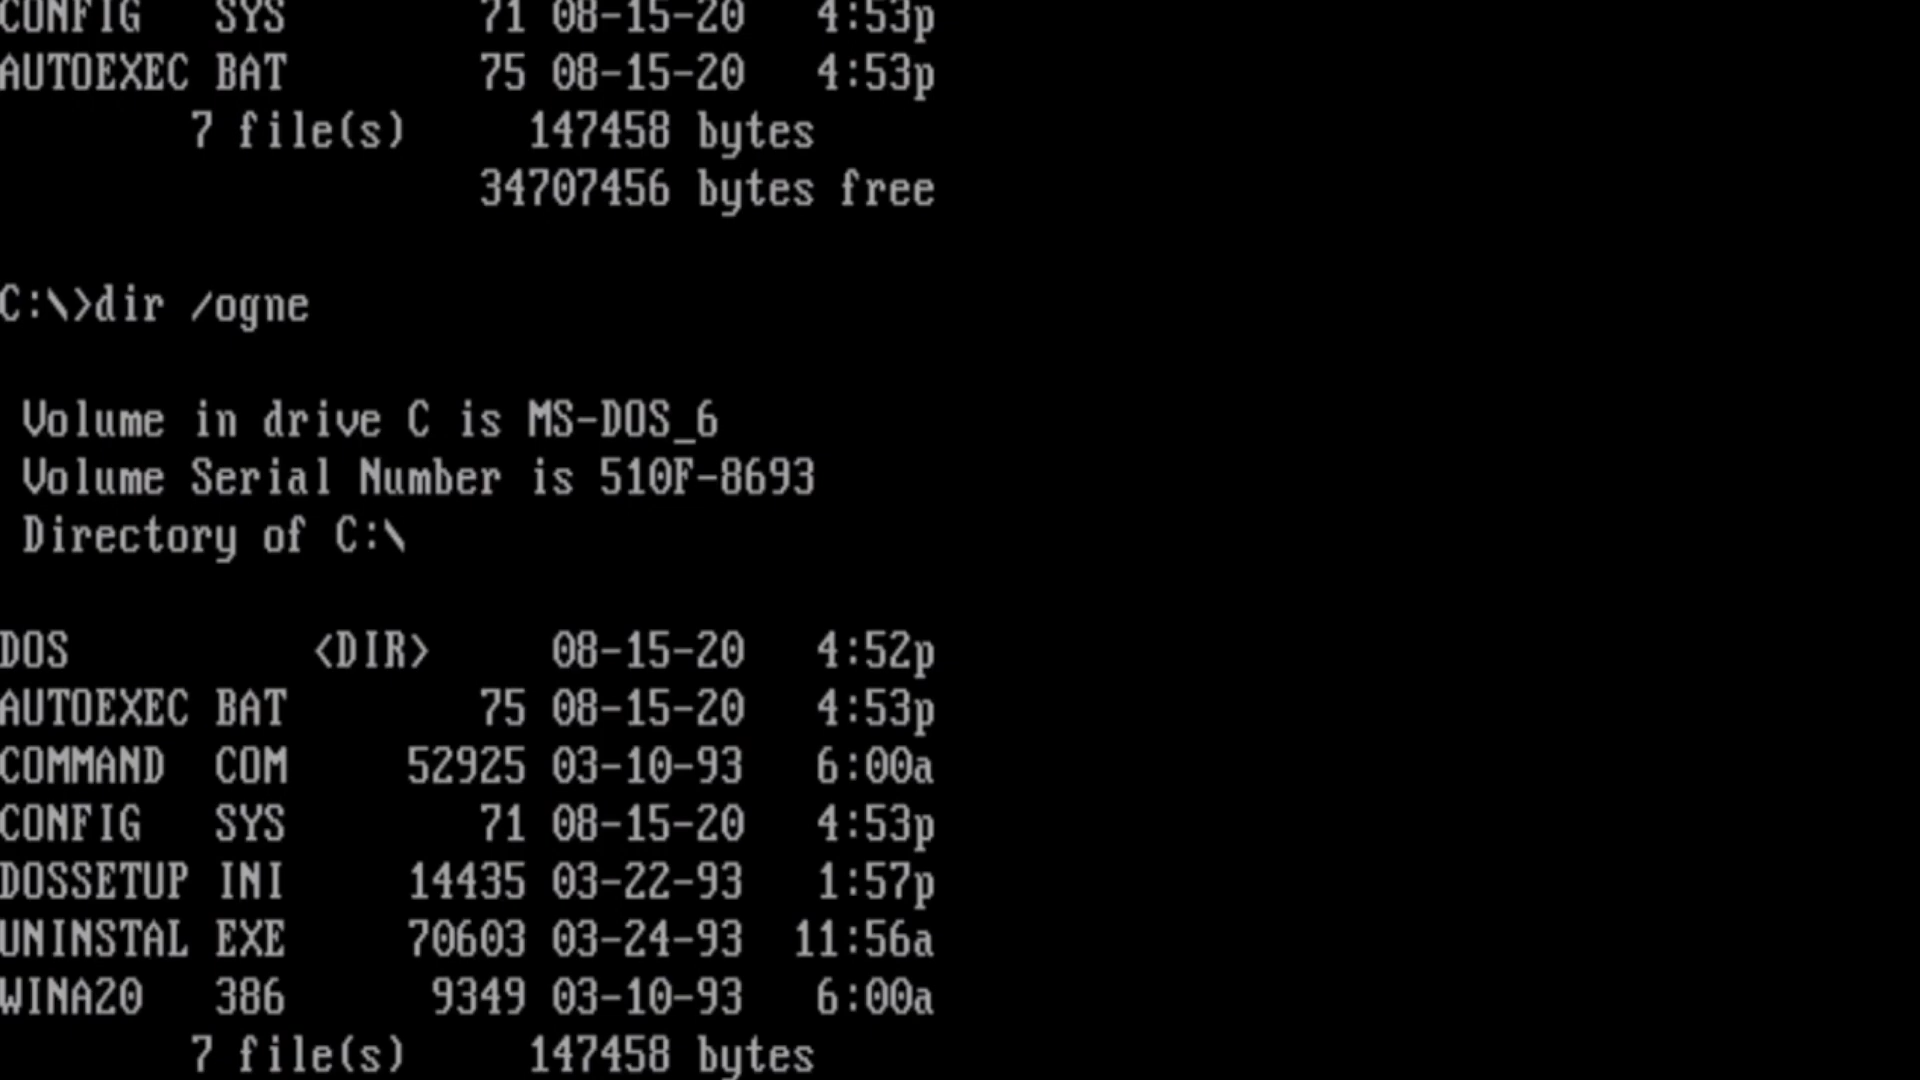 CONFIG   SYS        71 08-15-20   4:53p
AUTOEXEC BAT        75 08-15-20   4:53p
        7 file(s)     147458 bytes
                    34707456 bytes free

C:\>dir /ogne

 Volume in drive C is MS-DOS_6
 Volume Serial Number is 510F-8693
 Directory of C:\

DOS          <DIR>     08-15-20   4:52p
AUTOEXEC BAT        75 08-15-20   4:53p
COMMAND  COM     52925 03-10-93   6:00a
CONFIG   SYS        71 08-15-20   4:53p
DOSSETUP INI     14435 03-22-93   1:57p
UNINSTAL EXE     70603 03-24-93  11:56a
WINA20   386      9349 03-10-93   6:00a
        7 file(s)     147458 bytes